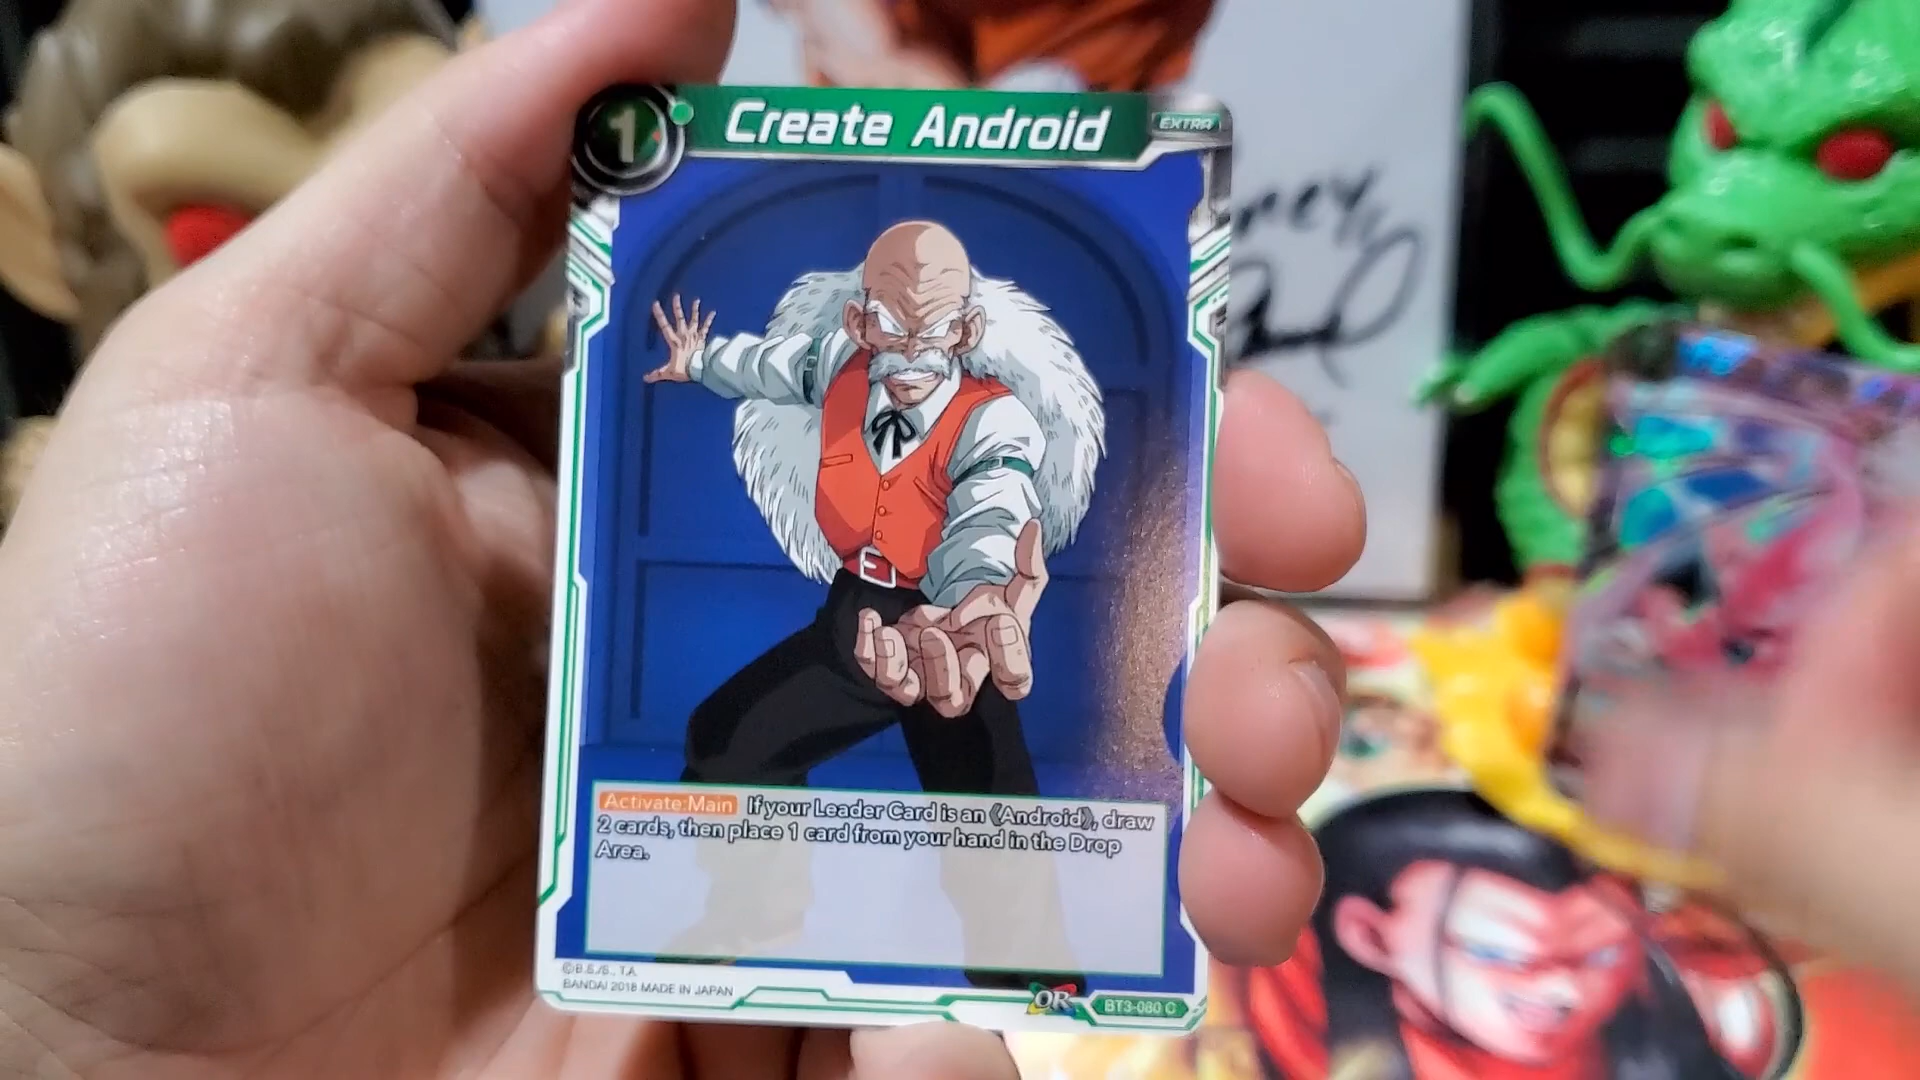 1 Create Android EXTRA
Activate:Main If your Leader Card is an 《Android》, draw
2 cards, then place 1 card from your hand in the Drop
Area.
©B.S./S., T.A.
BANDAI 2018 MADE IN JAPAN
OR BT3-080 C